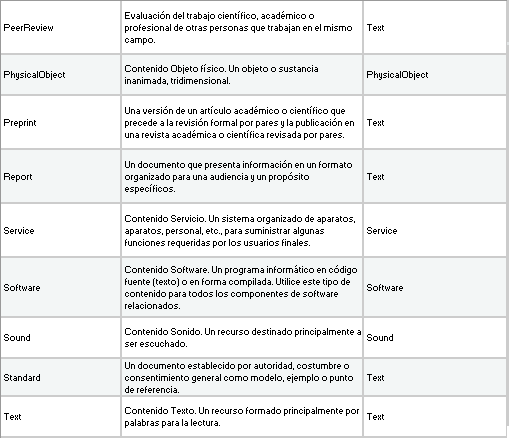 PeerReview
Evaluación del trabajo científico, académico o
profesional de otras personas que trabajan en el mismo
campo.
Text
PhysicalObject
Contenido Objeto físico. Un objeto o sustancia
inanimada, tridimensional.
PhysicalObject
Preprint
Una versión de un artículo académico o científico que
precede a la revisión formal por pares y la publicación en
una revista académica o científica revisada por pares.
Text
Report
Un documento que presenta información en un formato
organizado para una audiencia y un propósito
específicos.
Text
Service
Contenido Servicio. Un sistema organizado de aparatos,
aparatos, personal, etc., para suministrar algunas
funciones requeridas por los usuarios finales.
Service
Software
Contenido Software. Un programa informático en código
fuente (texto) o en forma compilada. Utilice este tipo de
contenido para todos los componentes de software
relacionados.
Software
Sound
Contenido Sonido. Un recurso destinado principalmente a
ser escuchado.
Sound
Standard
Un documento establecido por autoridad, costumbre o
consentimiento general como modelo, ejemplo o punto
de referencia.
Text
Text
Contenido Texto. Un recurso formado principalmente por
palabras para la lectura.
Text